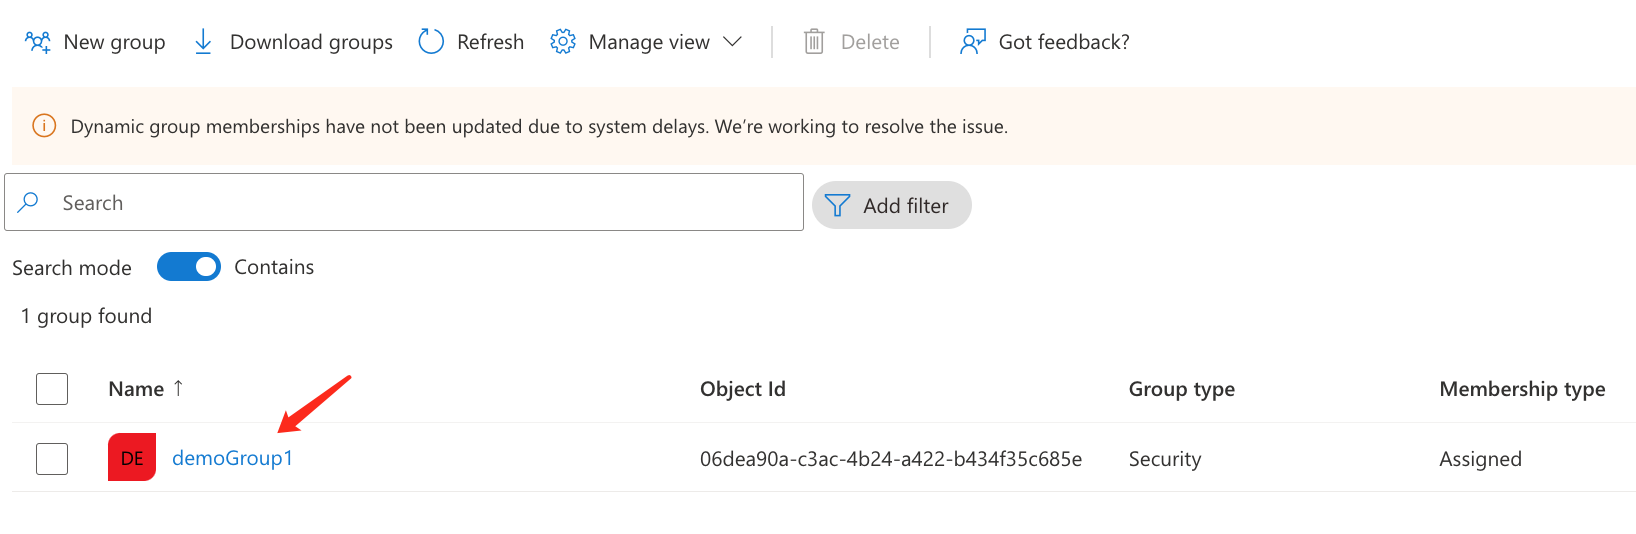 New group Download groups Refresh Manage view Delete Got feedback?
Dynamic group memberships have not been updated due to system delays. We’re working to resolve the issue.
Search Add filter
Search mode Contains
1 group found
Name ↑ Object Id Group type Membership type
DE demoGroup1 06dea90a-c3ac-4b24-a422-b434f35c685e Security Assigned